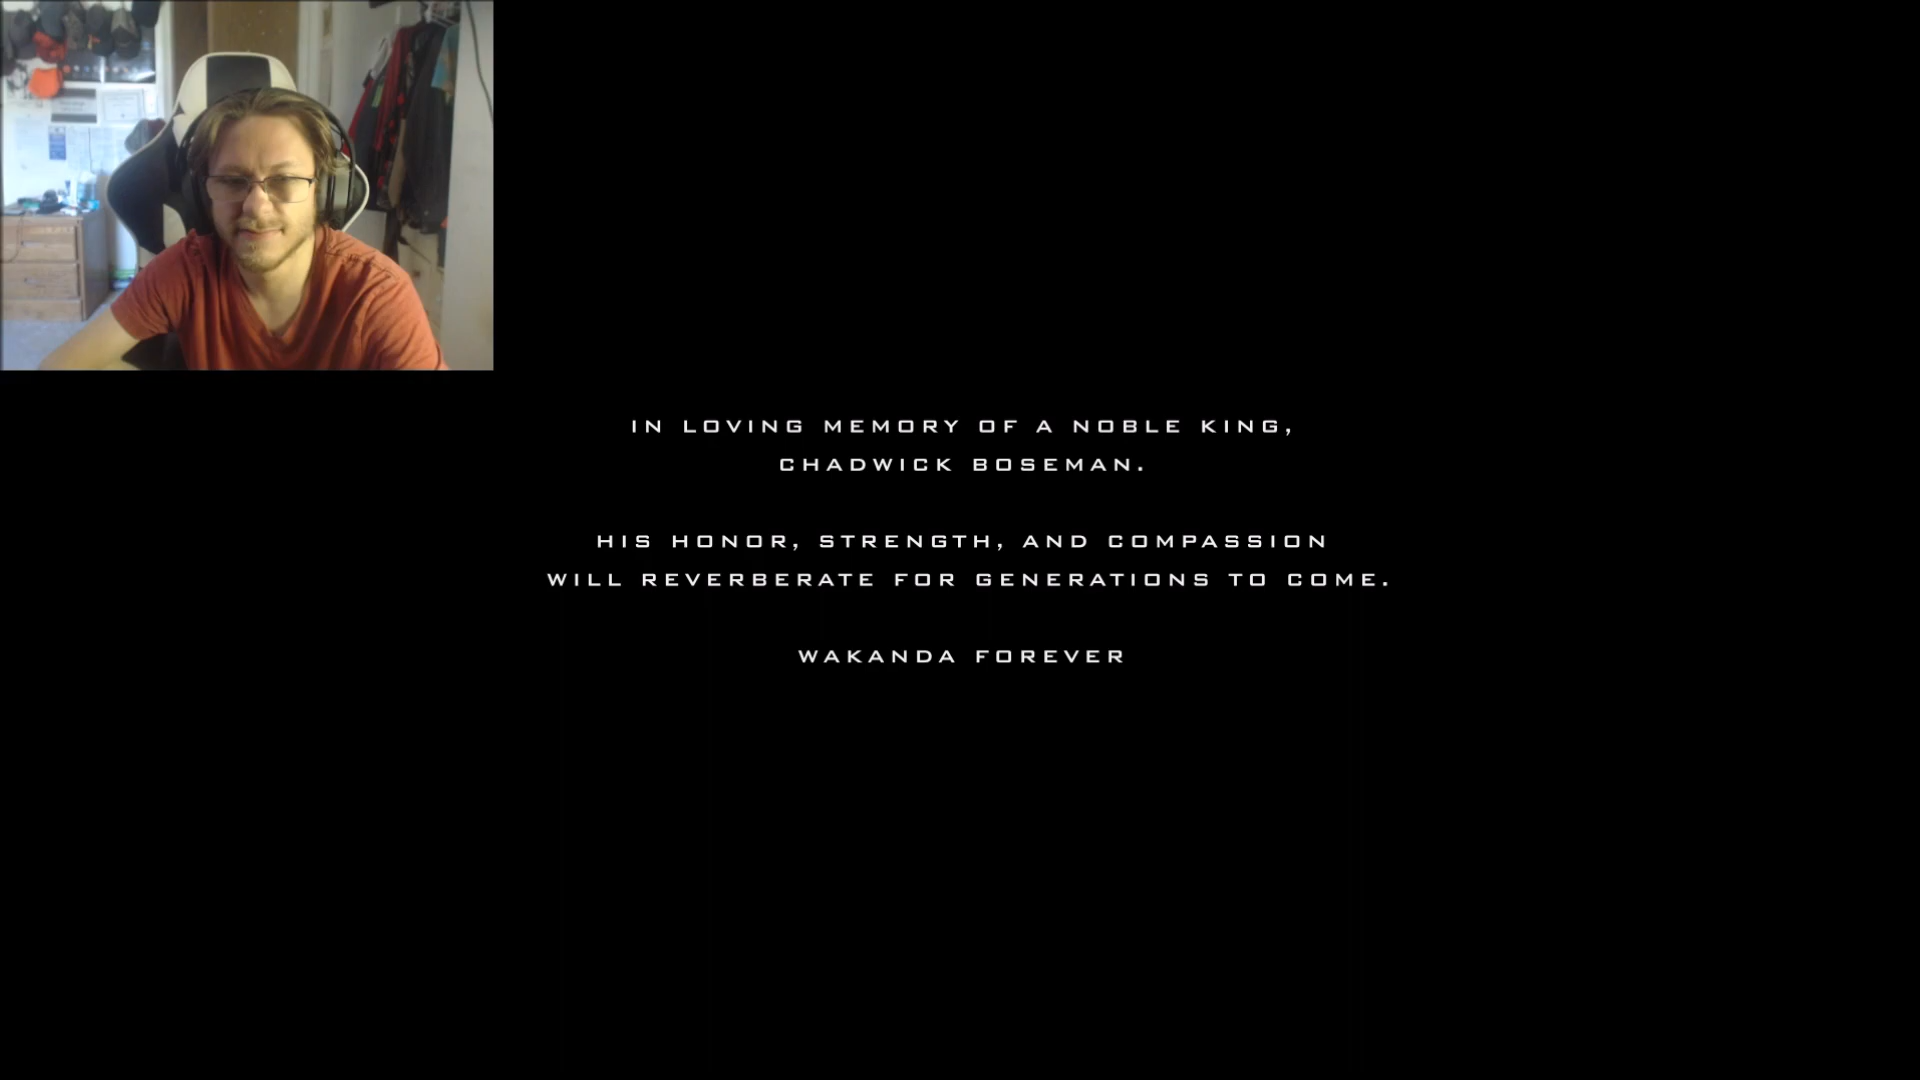 IN LOVING MEMORY OF A NOBLE KING,
CHADWICK BOSEMAN.
HIS HONOR, STRENGTH, AND COMPASSION
WILL REVERBERATE FOR GENERATIONS TO COME.
WAKANDA FOREVER